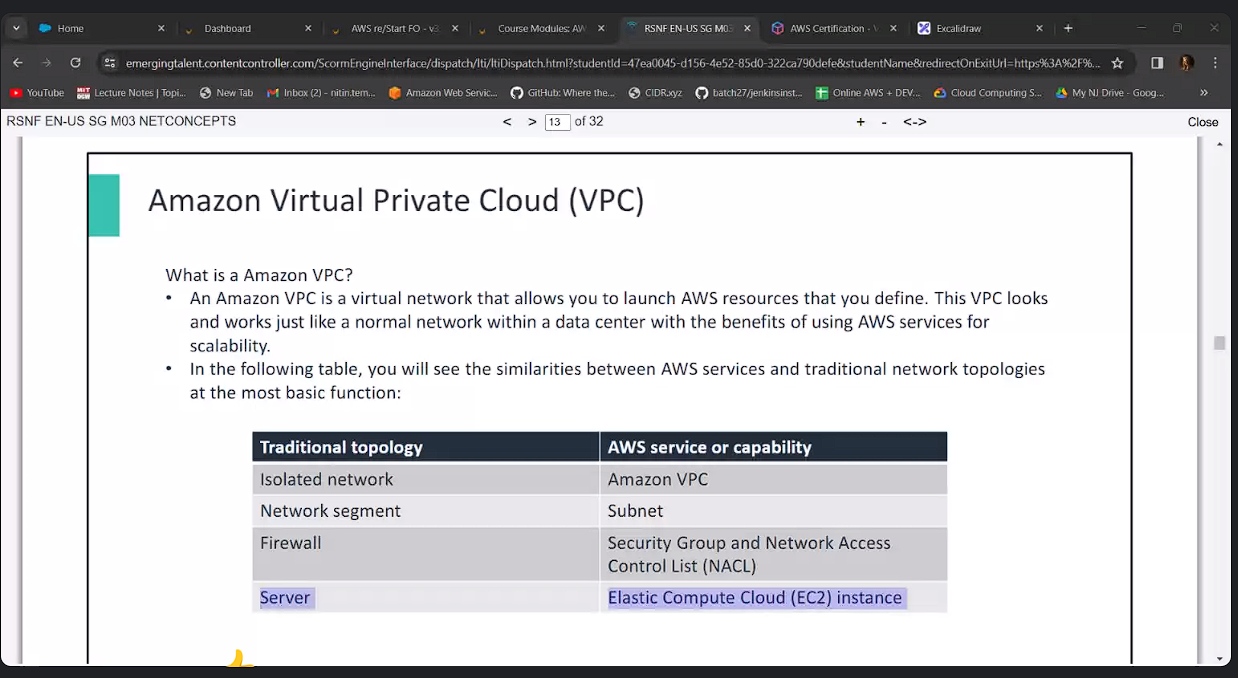 Home
Dashboard
AWS re/Start FO - v3
Course Modules: AW
RSNF EN-US SG M03
AWS Certification - V
Excalidraw
emergingtalent.contentcontroller.com/ScormEngineInterface/dispatch/lti/ltiDispatch.html?studentId=47ea0045-d156-4e52-85d0-322ca790defe&studentName&redirectOnExitUrl=https%3A%2F%...
YouTube
Lecture Notes | Topi...
New Tab
Inbox (2) - nitin.tem...
Amazon Web Servic...
GitHub: Where the...
CIDR.xyz
batch27/jenkinsinst...
Online AWS + DEV...
Cloud Computing S...
My NJ Drive - Goog...
»
RSNF EN-US SG M03 NETCONCEPTS
< > 13 of 32
+ - <->
Close
Amazon Virtual Private Cloud (VPC)
What is a Amazon VPC?
• An Amazon VPC is a virtual network that allows you to launch AWS resources that you define. This VPC looks
and works just like a normal network within a data center with the benefits of using AWS services for
scalability.
• In the following table, you will see the similarities between AWS services and traditional network topologies
at the most basic function:
Traditional topology
AWS service or capability
Isolated network
Amazon VPC
Network segment
Subnet
Firewall
Security Group and Network Access
Control List (NACL)
Server
Elastic Compute Cloud (EC2) instance